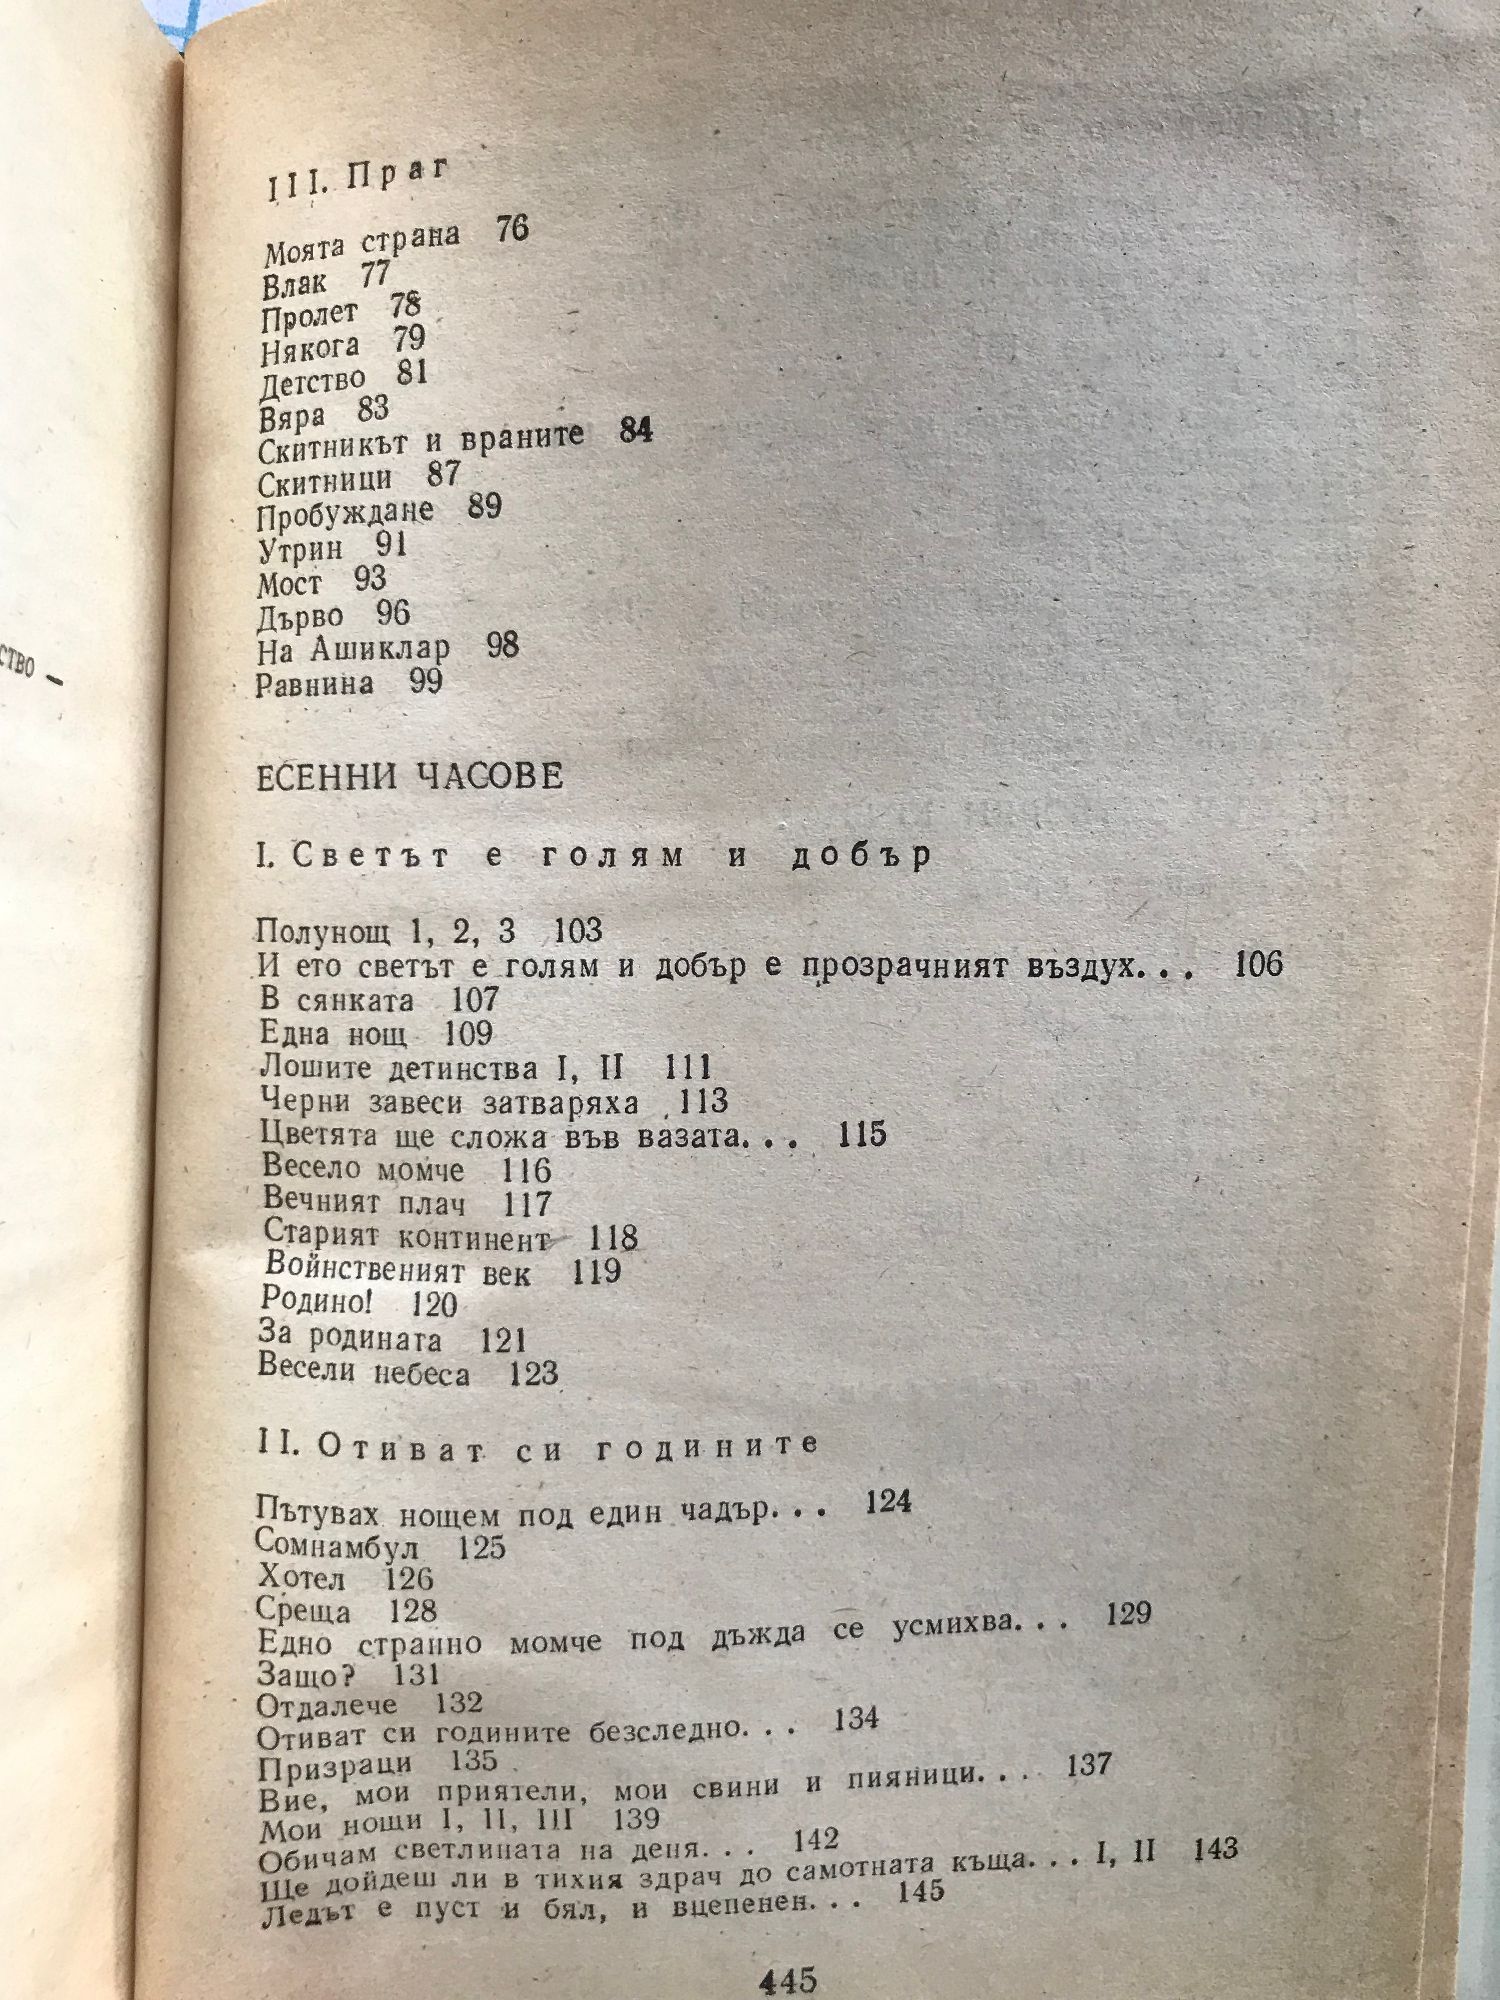 ство –
III. Праг
Моята страна 76
Влак 77
Пролет 78
Някога 79
Детство 81
Вяра 83
Скитникът и враните 84
Скитници 87
Пробуждане 89
Утрин 91
Мост 93
Дърво 96
На Ашиклар 98
Равнина 99
ЕСЕННИ ЧАСОВЕ
I. Светът е голям и добър
Полунощ 1, 2, 3 103
И ето светът е голям и добър е прозрачният въздух... 106
В сянката 107
Една нощ 109
Лошите детинства I, II 111
Черни завеси затваряха 113
Цветята ще сложа във вазата... 115
Весело момче 116
Вечният плач 117
Старият континент 118
Войнственият век 119
Родино! 120
За родината 121
Весели небеса 123
II. Отиват си годините
Пътувах нощем под един чадър... 124
Сомнамбул 125
Хотел 126
Среща 128
Едно странно момче под дъжда се усмихва... 129
Защо? 131
Отдалече 132
Отиват си годините безследно... 134
Призраци 135
Вие, мои приятели, мои свини и пияници... 137
Мои нощи I, II, III 139
Обичам светлината на деня... 142
Ще дойдеш ли в тихия здрач до самотната къща... I, II 143
Ледът е пуст и бял, и вцепенен... 145
445